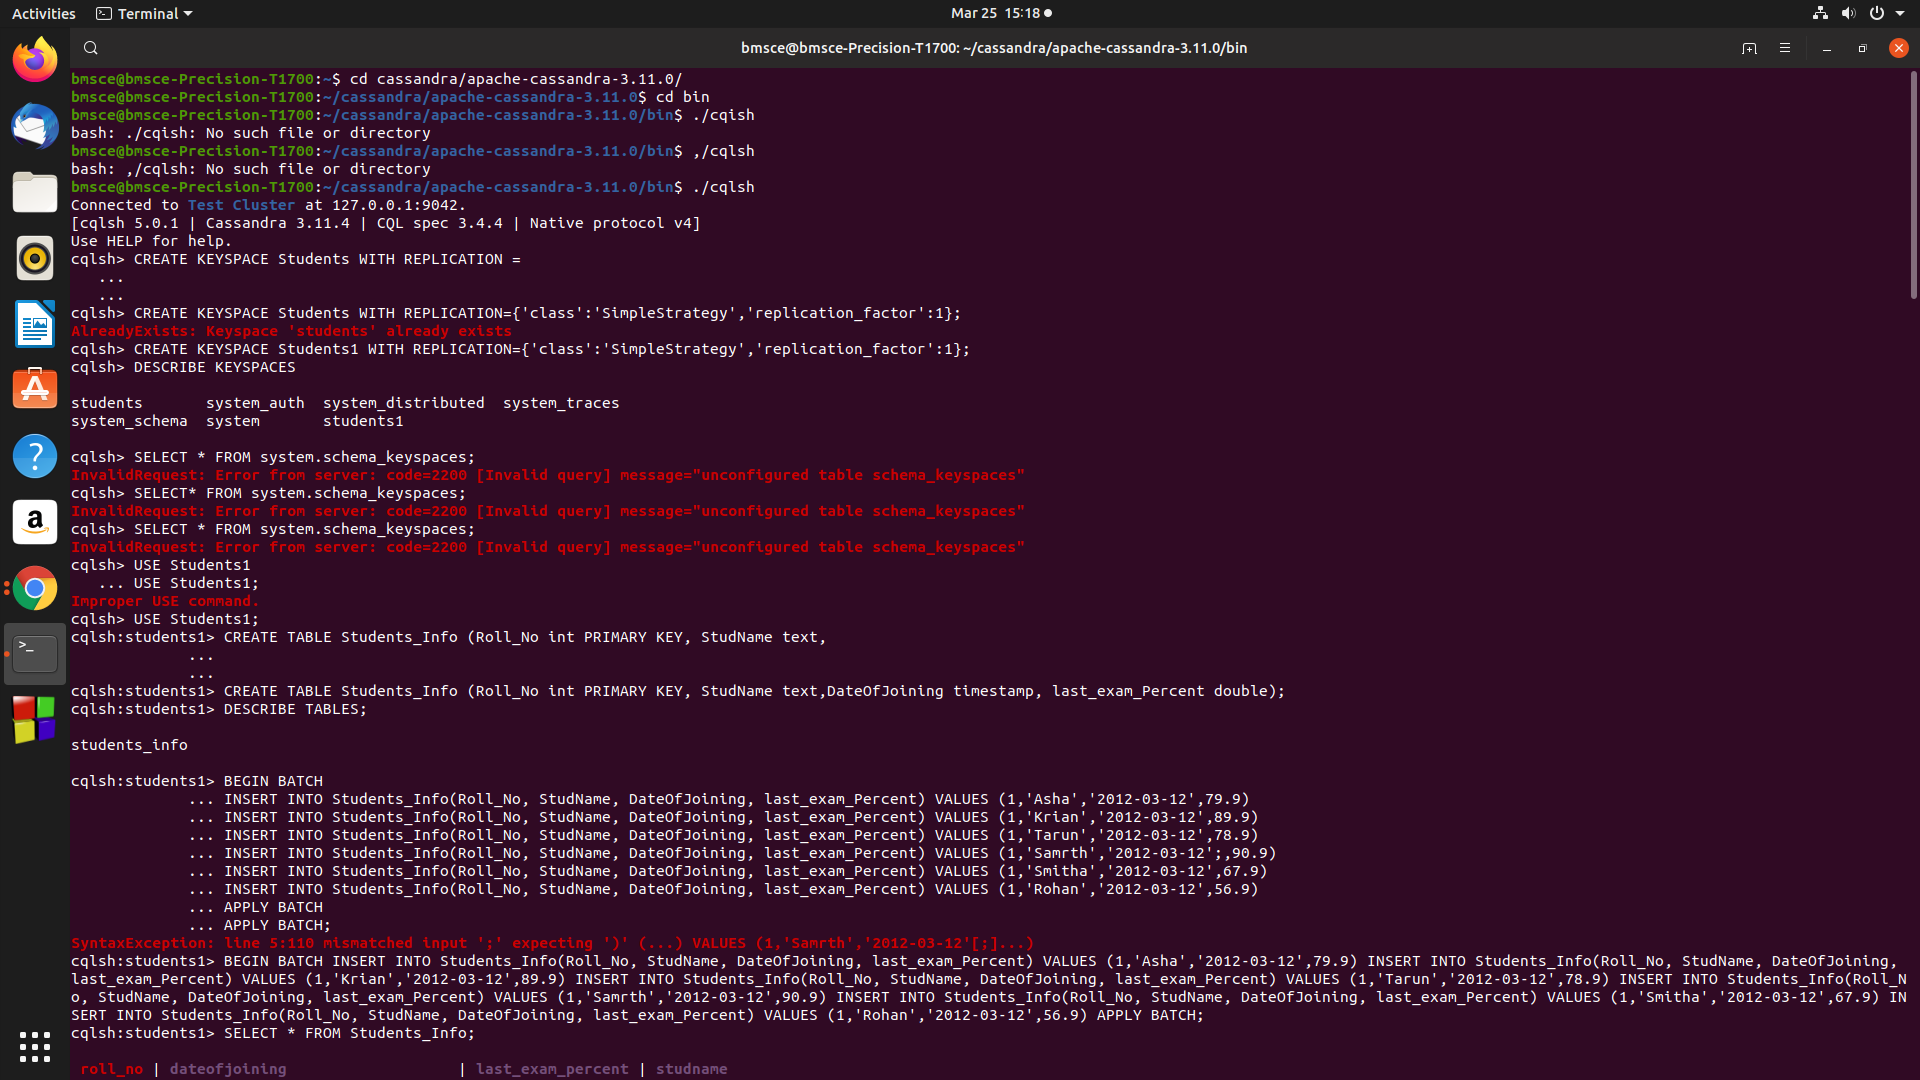 Activities Terminal Mar 25 15:18
bmsce@bmsce-Precision-T1700: ~/cassandra/apache-cassandra-3.11.0/bin
bmsce@bmsce-Precision-T1700:~$ cd cassandra/apache-cassandra-3.11.0/
bmsce@bmsce-Precision-T1700:~/cassandra/apache-cassandra-3.11.0$ cd bin
bmsce@bmsce-Precision-T1700:~/cassandra/apache-cassandra-3.11.0/bin$ ./cqish
bash: ./cqish: No such file or directory
bmsce@bmsce-Precision-T1700:~/cassandra/apache-cassandra-3.11.0/bin$ ,/cqlsh
bash: ,/cqlsh: No such file or directory
bmsce@bmsce-Precision-T1700:~/cassandra/apache-cassandra-3.11.0/bin$ ./cqlsh
Connected to Test Cluster at 127.0.0.1:9042.
[cqlsh 5.0.1 | Cassandra 3.11.4 | CQL spec 3.4.4 | Native protocol v4]
Use HELP for help.
cqlsh> CREATE KEYSPACE Students WITH REPLICATION =
   ...
   ...
cqlsh> CREATE KEYSPACE Students WITH REPLICATION={'class':'SimpleStrategy','replication_factor':1};
AlreadyExists: Keyspace 'students' already exists
cqlsh> CREATE KEYSPACE Students1 WITH REPLICATION={'class':'SimpleStrategy','replication_factor':1};
cqlsh> DESCRIBE KEYSPACES
students       system_auth  system_distributed  system_traces
system_schema  system       students1
cqlsh> SELECT * FROM system.schema_keyspaces;
InvalidRequest: Error from server: code=2200 [Invalid query] message="unconfigured table schema_keyspaces"
cqlsh> SELECT* FROM system.schema_keyspaces;
InvalidRequest: Error from server: code=2200 [Invalid query] message="unconfigured table schema_keyspaces"
cqlsh> SELECT * FROM system.schema_keyspaces;
InvalidRequest: Error from server: code=2200 [Invalid query] message="unconfigured table schema_keyspaces"
cqlsh> USE Students1
   ... USE Students1;
Improper USE command.
cqlsh> USE Students1;
cqlsh:students1> CREATE TABLE Students_Info (Roll_No int PRIMARY KEY, StudName text,
             ...
             ...
cqlsh:students1> CREATE TABLE Students_Info (Roll_No int PRIMARY KEY, StudName text,DateOfJoining timestamp, last_exam_Percent double);
cqlsh:students1> DESCRIBE TABLES;
students_info
cqlsh:students1> BEGIN BATCH
             ... INSERT INTO Students_Info(Roll_No, StudName, DateOfJoining, last_exam_Percent) VALUES (1,'Asha','2012-03-12',79.9)
             ... INSERT INTO Students_Info(Roll_No, StudName, DateOfJoining, last_exam_Percent) VALUES (1,'Krian','2012-03-12',89.9)
             ... INSERT INTO Students_Info(Roll_No, StudName, DateOfJoining, last_exam_Percent) VALUES (1,'Tarun','2012-03-12',78.9)
             ... INSERT INTO Students_Info(Roll_No, StudName, DateOfJoining, last_exam_Percent) VALUES (1,'Samrth','2012-03-12';,90.9)
             ... INSERT INTO Students_Info(Roll_No, StudName, DateOfJoining, last_exam_Percent) VALUES (1,'Smitha','2012-03-12',67.9)
             ... INSERT INTO Students_Info(Roll_No, StudName, DateOfJoining, last_exam_Percent) VALUES (1,'Rohan','2012-03-12',56.9)
             ... APPLY BATCH
             ... APPLY BATCH;
SyntaxException: line 5:110 mismatched input ';' expecting ')' (...) VALUES (1,'Samrth','2012-03-12'[;]...)
cqlsh:students1> BEGIN BATCH INSERT INTO Students_Info(Roll_No, StudName, DateOfJoining, last_exam_Percent) VALUES (1,'Asha','2012-03-12',79.9) INSERT INTO Students_Info(Roll_No, StudName, DateOfJoining,
last_exam_Percent) VALUES (1,'Krian','2012-03-12',89.9) INSERT INTO Students_Info(Roll_No, StudName, DateOfJoining, last_exam_Percent) VALUES (1,'Tarun','2012-03-12',78.9) INSERT INTO Students_Info(Roll_N
o, StudName, DateOfJoining, last_exam_Percent) VALUES (1,'Samrth','2012-03-12',90.9) INSERT INTO Students_Info(Roll_No, StudName, DateOfJoining, last_exam_Percent) VALUES (1,'Smitha','2012-03-12',67.9) IN
SERT INTO Students_Info(Roll_No, StudName, DateOfJoining, last_exam_Percent) VALUES (1,'Rohan','2012-03-12',56.9) APPLY BATCH;
cqlsh:students1> SELECT * FROM Students_Info;
 roll_no | dateofjoining                   | last_exam_percent | studname